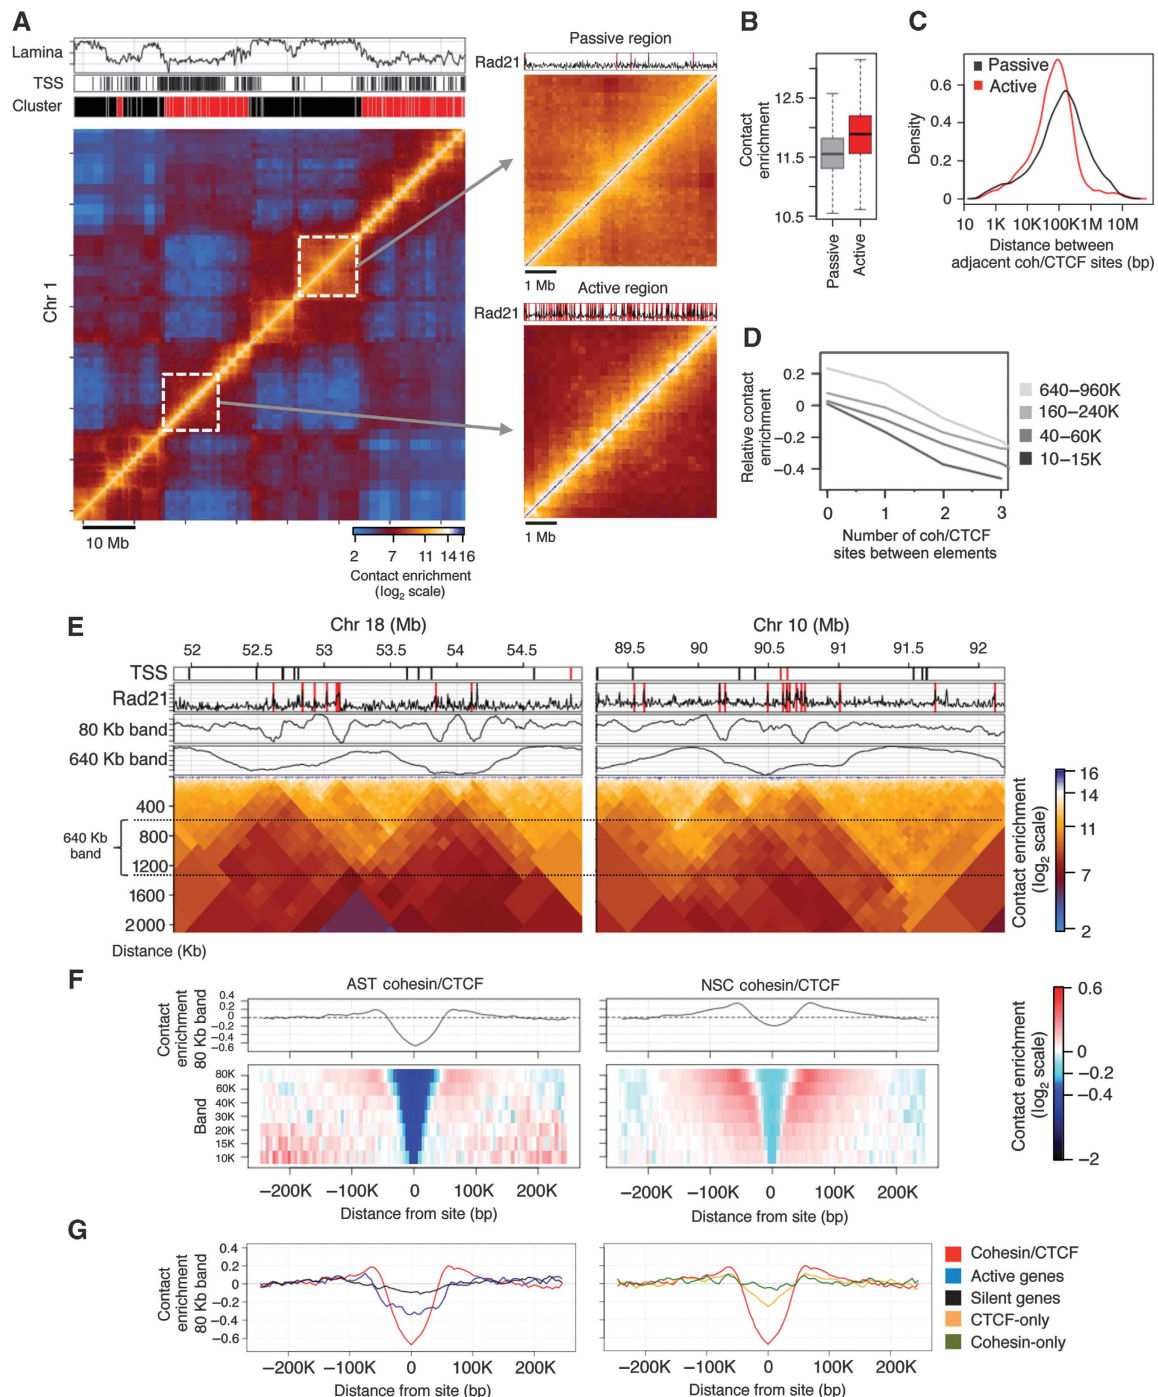 A
Lamina
TSS
Cluster
Chr 1
10 Mb
2 7 11 14 16
Contact enrichment
(log2 scale)
Passive region
Rad21
1 Mb
Active region
Rad21
1 Mb
B
Contact
enrichment
12.5
11.5
10.5
Passive
Active
C
Passive
Active
Density
0.6
0.4
0.2
0
10 1K 10K 100K 1M 10M
Distance between
adjacent coh/CTCF sites (bp)
D
Relative contact
enrichment
0.2
0
−0.2
−0.4
0 1 2 3
Number of coh/CTCF
sites between elements
640–960K
160–240K
40–60K
10–15K
E
Chr 18 (Mb)
52 52.5 53 53.5 54 54.5
Chr 10 (Mb)
89.5 90 90.5 91 91.5 92
TSS
Rad21
80 Kb band
640 Kb band
400
800
1200
1600
2000
640 Kb
band
Distance (Kb)
16
14
11
7
2
Contact enrichment
(log2 scale)
F
AST cohesin/CTCF
NSC cohesin/CTCF
Contact
enrichment
80 Kb band
0.4
0.2
0
−0.2
−0.4
−0.6
Band
80K
60K
40K
30K
20K
15K
10K
−200K −100K 0 100K 200K
Distance from site (bp)
−200K −100K 0 100K 200K
Distance from site (bp)
0.6
0
−0.2
−0.4
−2
Contact enrichment
(log2 scale)
G
Contact
enrichment
80 Kb band
0.4
0.2
0
−0.2
−0.4
−0.6
−200K −100K 0 100K 200K
Distance from site (bp)
−200K −100K 0 100K 200K
Distance from site (bp)
Cohesin/CTCF
Active genes
Silent genes
CTCF-only
Cohesin-only